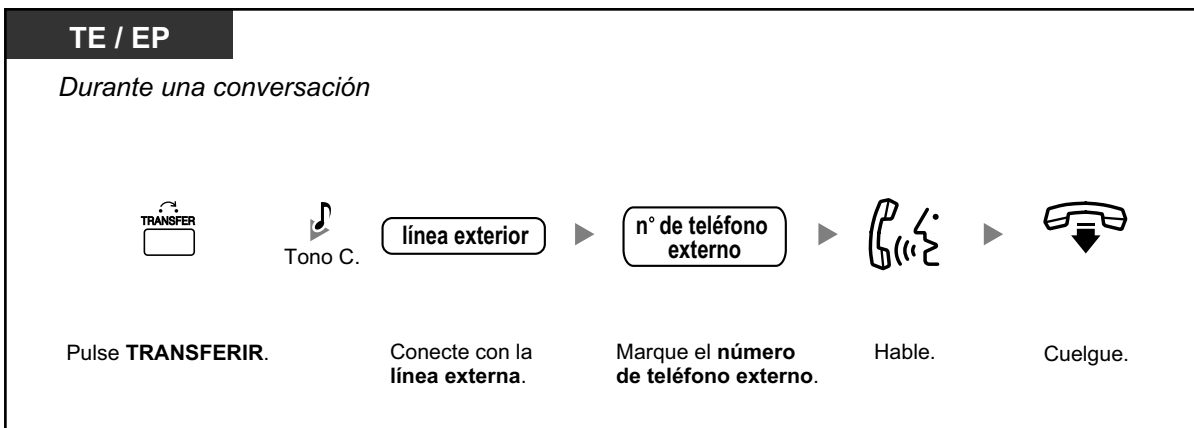 TE / EP
Durante una conversación
TRANSFER
Tono C.
línea exterior
n° de teléfono
externo
Pulse TRANSFERIR.
Conecte con la
línea externa.
Marque el número
de teléfono externo.
Hable.
Cuelgue.